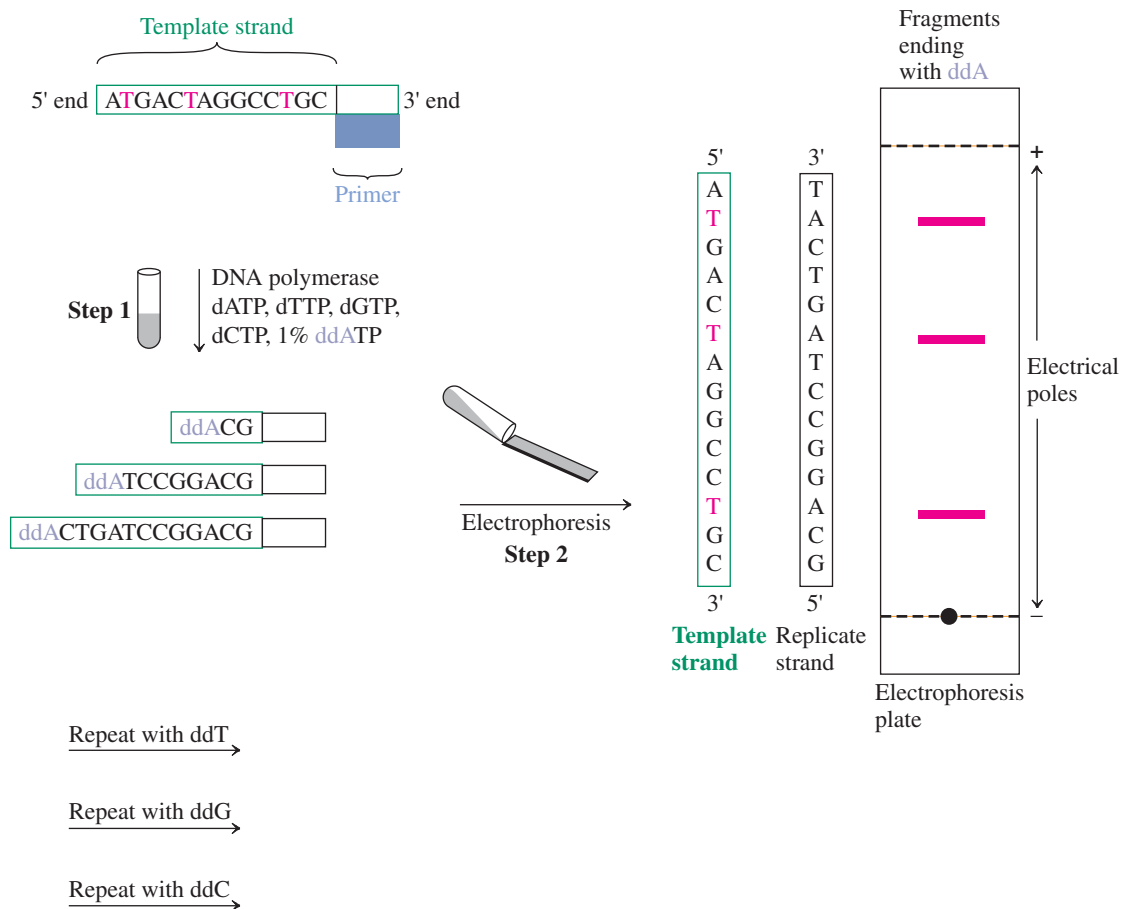 Template strand
5' end
ATGACTAGGCCTGC
3' end
Primer
Step 1
DNA polymerase
dATP, dTTP, dGTP,
dCTP, 1% ddATP
ddACG
ddATCCGGACG
ddACTGATCCGGACG
Electrophoresis
Step 2
Repeat with ddT
Repeat with ddG
Repeat with ddC
5'
A
T
G
A
C
T
A
G
G
C
C
T
G
C
3'
Template
strand
3'
T
A
C
T
G
A
T
C
C
G
G
A
C
G
5'
Replicate
strand
Fragments
ending
with ddA
+
Electrical
poles
–
Electrophoresis
plate